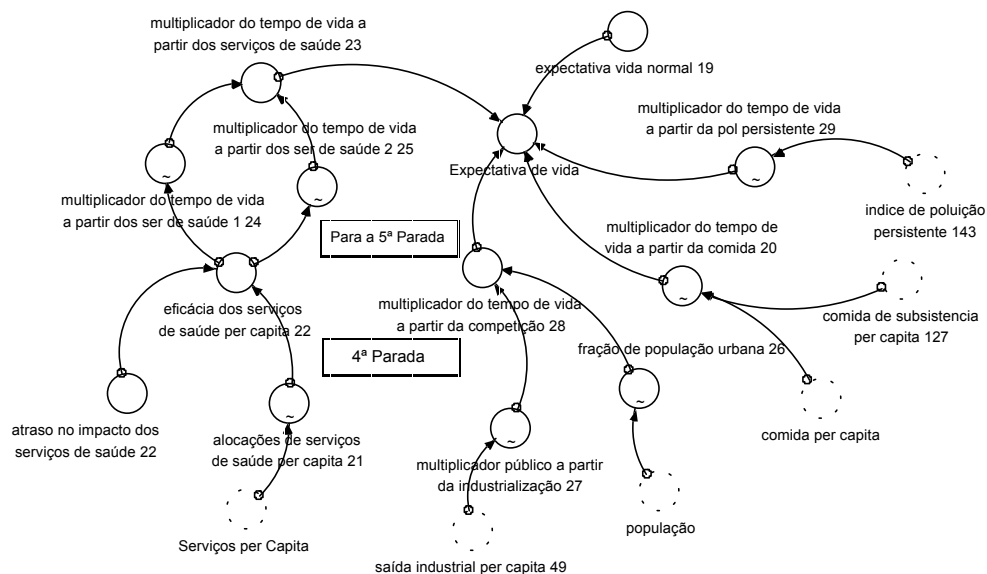 multiplicador do tempo de vida a
partir dos serviços de saúde 23
expectativa vida normal 19
multiplicador do tempo de vida
a partir da pol persistente 29
multiplicador do tempo de vida
a partir dos ser de saúde 2 25
Expectativa de vida
multiplicador do tempo de vida
a partir dos ser de saúde 1 24
indice de poluição
persistente 143
Para a 5ª Parada
multiplicador do tempo de
vida a partir da comida 20
eficácia dos serviços
de saúde per capita 22
multiplicador do tempo de vida
a partir da competição 28
comida de subsistencia
per capita 127
4ª Parada
fração de população urbana 26
atraso no impacto dos
serviços de saúde 22
alocações de serviços
de saúde per capita 21
comida per capita
multiplicador público a partir
da industrialização 27
população
Serviços per Capita
saída industrial per capita 49
~
~
~
~
~
~
~